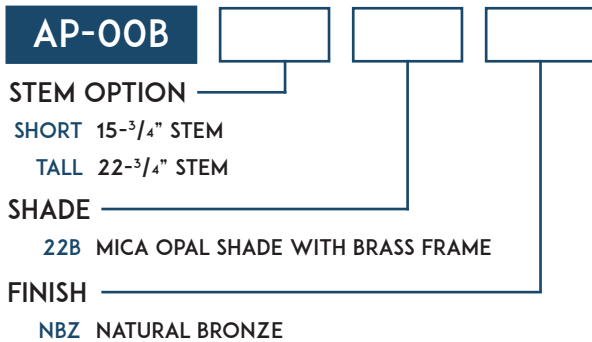 AP-00B
STEM OPTION
SHORT 15-3/4" STEM
TALL 22-3/4" STEM
SHADE
22B MICA OPAL SHADE WITH BRASS FRAME
FINISH
NBZ NATURAL BRONZE